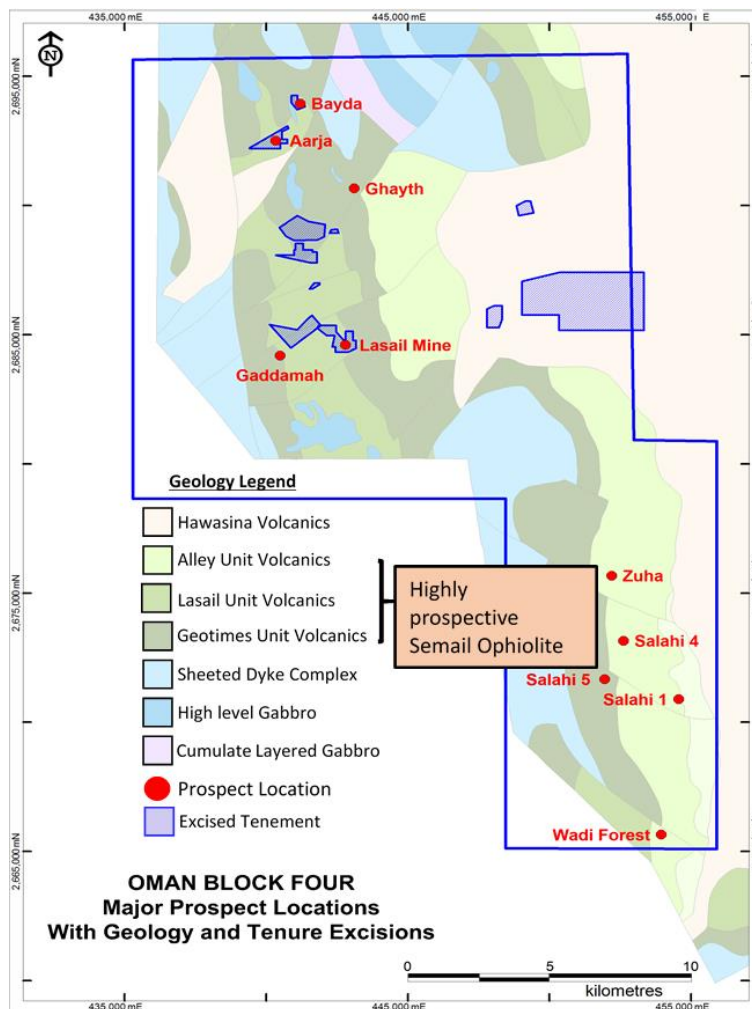 435,000 mE
445,000 mE
455,000 m E
N
2,695,000 mN
2,685,000 mN
2,675,000 mN
2,665,000 mN
Bayda
Aarja
Ghayth
Lasail Mine
Gaddamah
Geology Legend
Hawasina Volcanics
Alley Unit Volcanics
Lasail Unit Volcanics
Geotimes Unit Volcanics
Sheeted Dyke Complex
High level Gabbro
Cumulate Layered Gabbro
Prospect Location
Excised Tenement
Highly
prospective
Semail Ophiolite
Zuha
Salahi 4
Salahi 5
Salahi 1
Wadi Forest
OMAN BLOCK FOUR
Major Prospect Locations
With Geology and Tenure Excisions
0 5 10
kilometres
435,000 mE
445,000 mE
455,000 mE